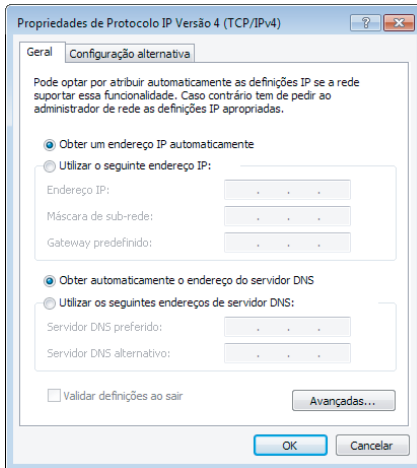 Propriedades de Protocolo IP Versão 4 (TCP/IPv4)
Geral
Configuração alternativa
Pode optar por atribuir automaticamente as definições IP se a rede
suportar essa funcionalidade. Caso contrário tem de pedir ao
administrador de rede as definições IP apropriadas.
Obter um endereço IP automaticamente
Utilizar o seguinte endereço IP:
Endereço IP:
Máscara de sub-rede:
Gateway predefinido:
Obter automaticamente o endereço do servidor DNS
Utilizar os seguintes endereços de servidor DNS:
Servidor DNS preferido:
Servidor DNS alternativo:
Validar definições ao sair
Avançadas...
OK
Cancelar